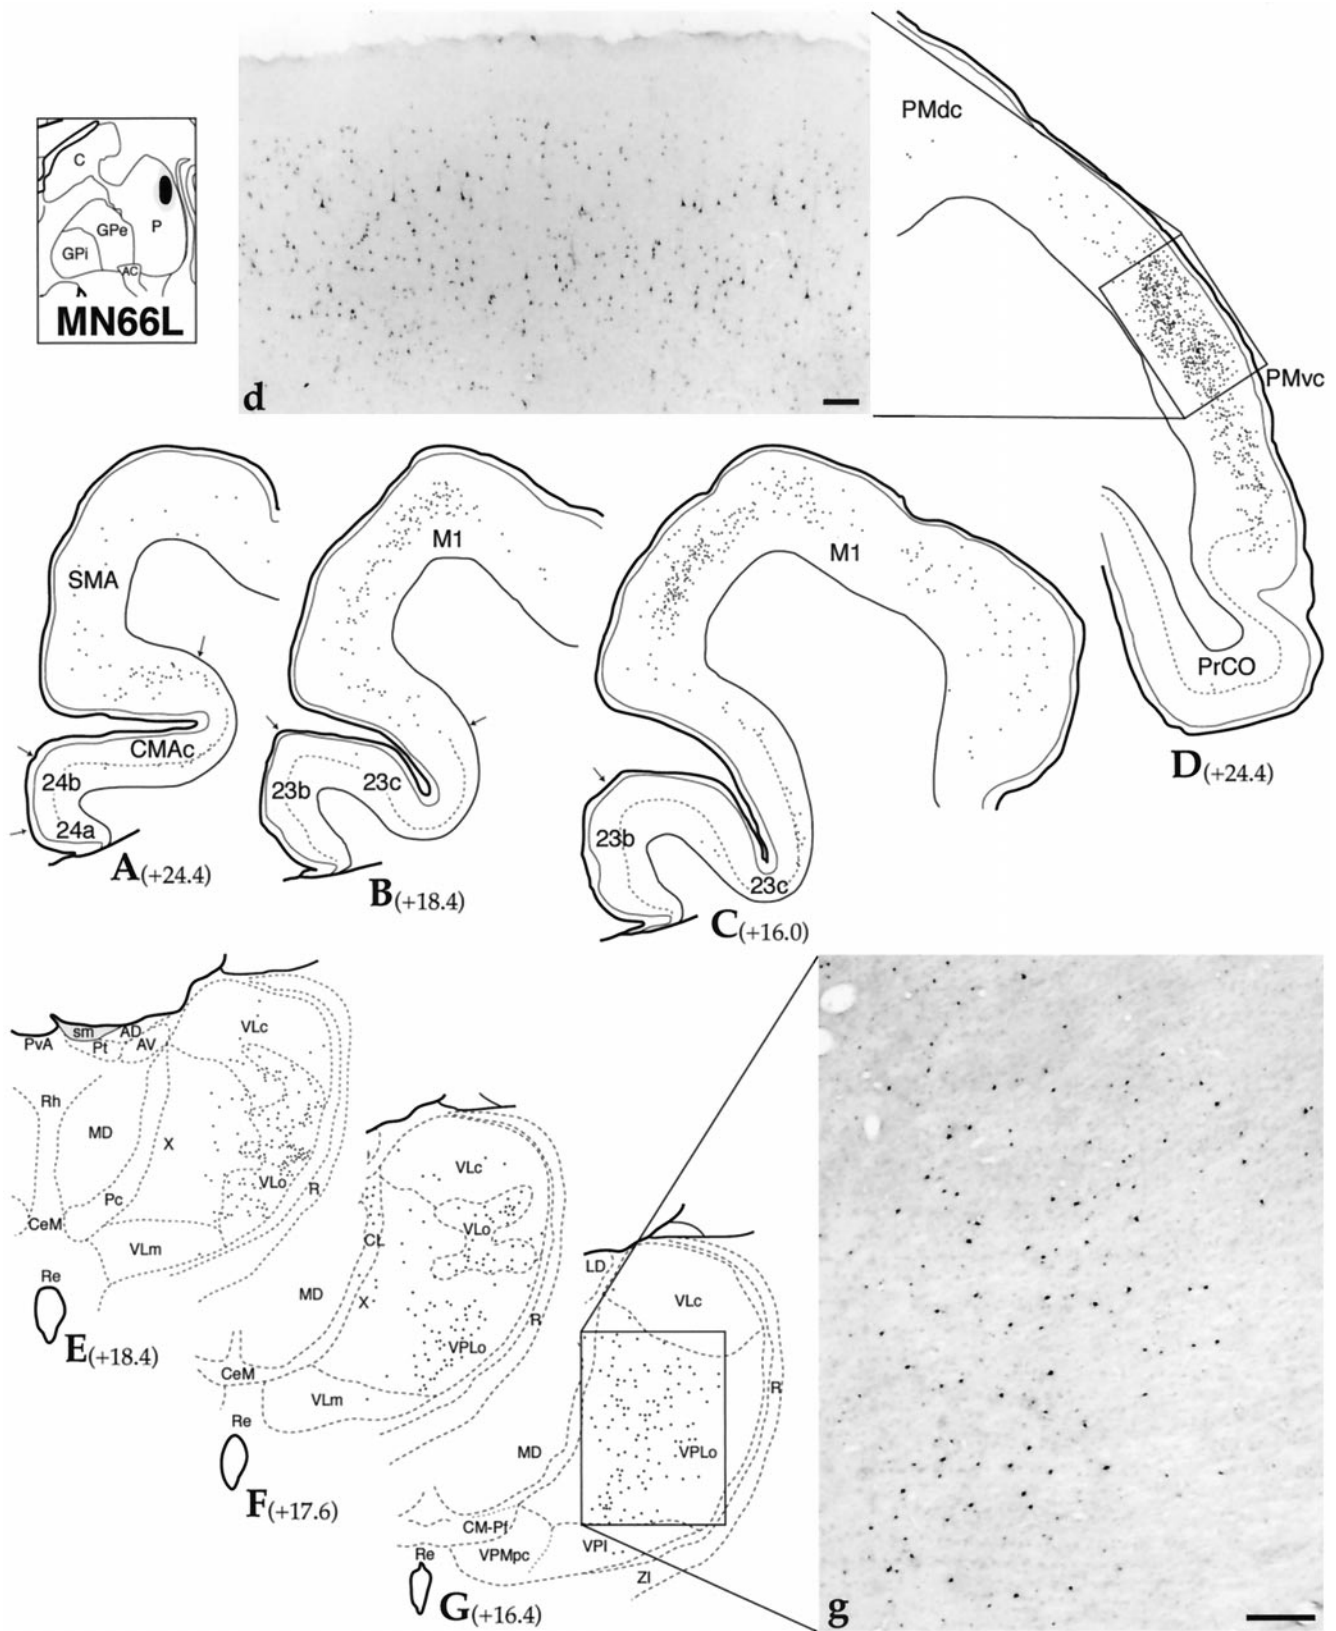 C
GPe
P
GPi
AC
MN66L
d
PMdc
PMvc
PrCO
D(+24.4)
SMA
CMAc
24b
24a
A(+24.4)
M1
23b
23c
B(+18.4)
M1
23b
23c
C(+16.0)
PvA
sm
AD
Pt
AV
VLc
Rh
MD
X
Pc
VLo
R
CeM
VLm
Re
E(+18.4)
VLc
VLo
CL
MD
X
R
VPLo
CeM
VLm
Re
F(+17.6)
LD
VLc
R
MD
VPLo
CM-Pf
VPI
VPMpc
Re
ZI
G(+16.4)
g